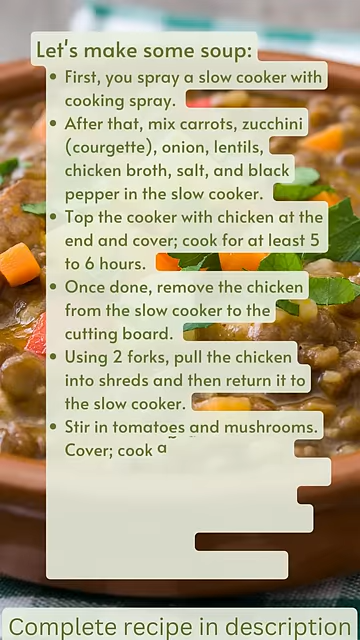 Let's make some soup:
• First, you spray a slow cooker with
cooking spray.
• After that, mix carrots, zucchini
(courgette), onion, lentils,
chicken broth, salt, and black
pepper in the slow cooker.
• Top the cooker with chicken at the
end and cover; cook for at least 5
to 6 hours.
• Once done, remove the chicken
from the slow cooker to the
cutting board.
• Using 2 forks, pull the chicken
into shreds and then return it to
the slow cooker.
• Stir in tomatoes and mushrooms.
Cover; cook a
Complete recipe in description